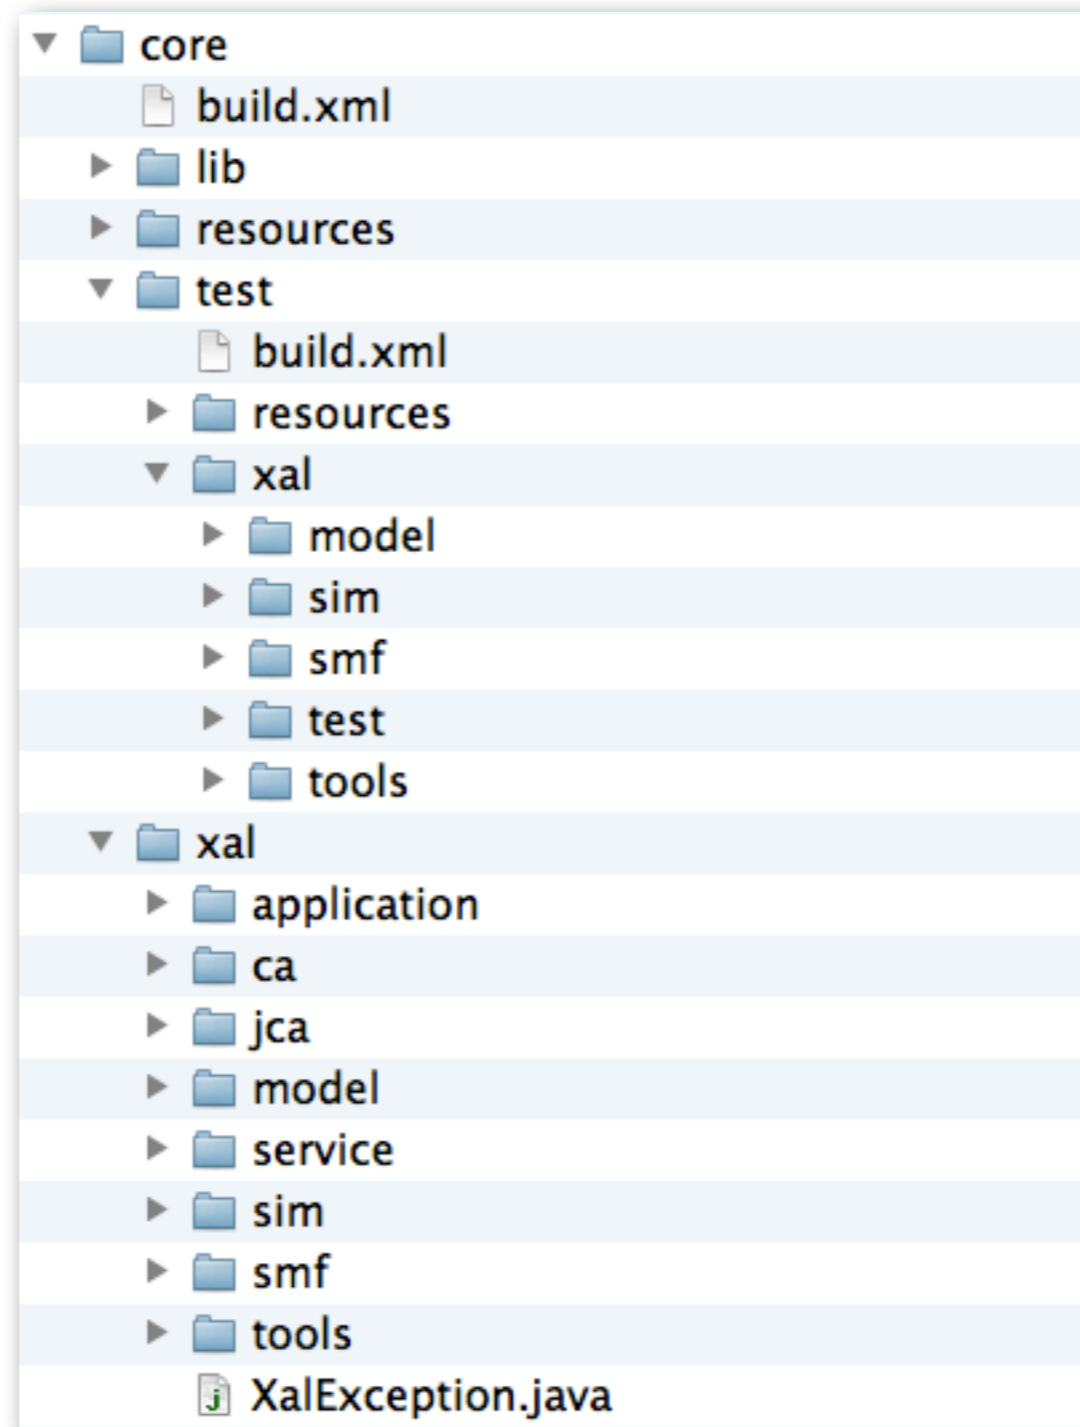 core
build.xml
lib
resources
test
build.xml
resources
xal
model
sim
smf
test
tools
xal
application
ca
jca
model
service
sim
smf
tools
XalException.java